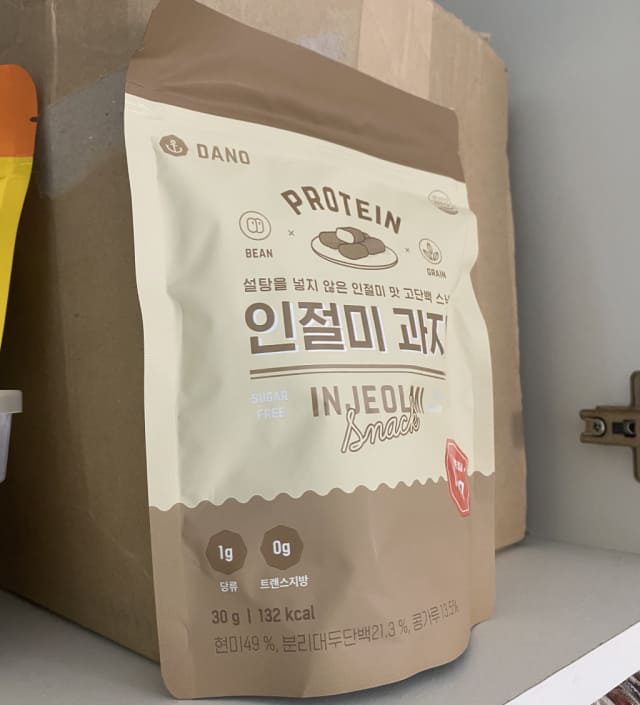 DANO
PROTEIN
BEAN
GRAIN
설탕을 넣지 않은 인절미 맛 고단백
인절미 과자
SUGAR
FREE
INJEOLMI
Snack
1g
0g
당류
트랜스지방
30 g | 132 kcal
현미49 %, 분리대두단백21.3 %, 콩가루13.5%